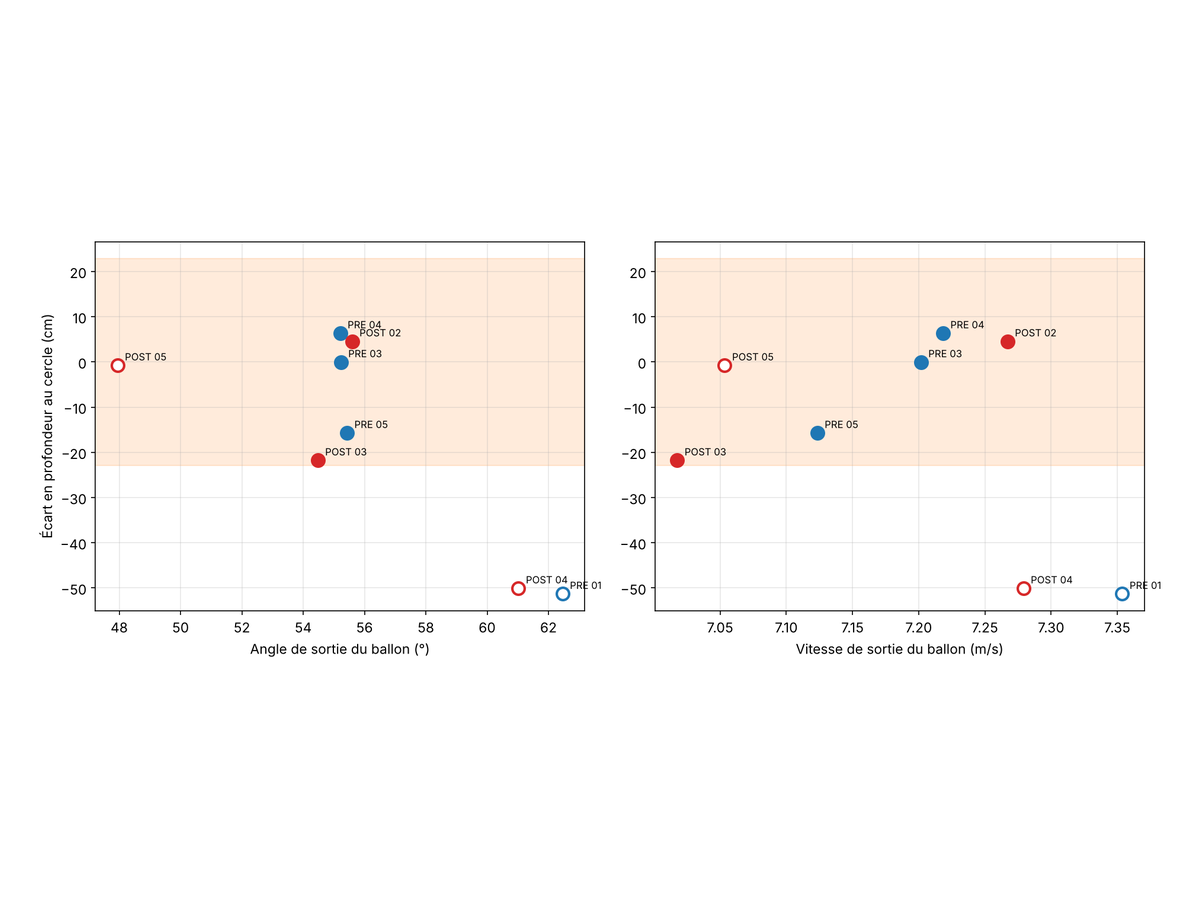 Écart en profondeur au cercle (cm)
20
10
0
−10
−20
−30
−40
−50
PRE 04
POST 02
POST 05
PRE 03
PRE 05
POST 03
POST 04
PRE 01
48
50
52
54
56
58
60
62
Angle de sortie du ballon (°)
20
10
0
−10
−20
−30
−40
−50
PRE 04
POST 02
POST 05
PRE 03
PRE 05
POST 03
POST 04
PRE 01
7.05
7.10
7.15
7.20
7.25
7.30
7.35
Vitesse de sortie du ballon (m/s)